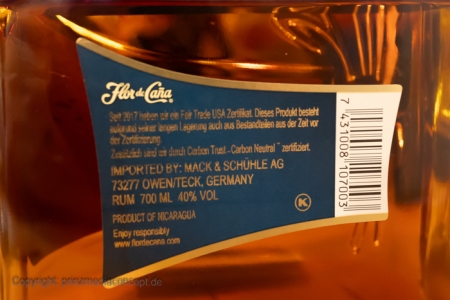 Flor de Caña
Seit 2017 haben wir ein Fair Trade USA Zertifikat. Dieses Produkt besteht
aufgrund seiner langen Lagerung auch aus Bestandteilen aus der Zeit vor
der Zertifizierung.
Zusätzlich sind wir durch Carbon Trust - Carbon Neutral zertifiziert.
IMPORTED BY: MACK & SCHÜHLE AG
73277 OWEN/TECK, GERMANY
RUM 700 ML 40% VOL
PRODUCT OF NICARAGUA
Enjoy responsibly
www.flordecana.com
K
7 431008 107003
Copyright